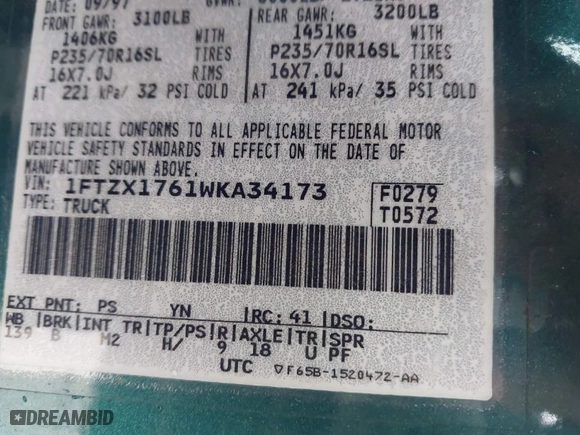 DATE: 09/97
FRONT GAWR: 3100LB REAR GAWR: 3200LB
1406KG 1451KG
P235/70R16SL TIRES P235/70R16SL TIRES
16X7.0J RIMS 16X7.0J RIMS
AT 221 kPa/ 32 PSI COLD AT 241 kPa/ 35 PSI COLD
THIS VEHICLE CONFORMS TO ALL APPLICABLE FEDERAL MOTOR
VEHICLE SAFETY STANDARDS IN EFFECT ON THE DATE OF
MANUFACTURE SHOWN ABOVE.
VIN: 1FTZX1761WKA34173 F0279
TYPE: TRUCK T0572
EXT PNT: PS YN RC: 41 DSO:
WB BRK INT TR TP/PS R AXLE TR SPR
139 B M2 H/ 9 18 U PF
UTC F65B-1520472-AA
DREAMBID